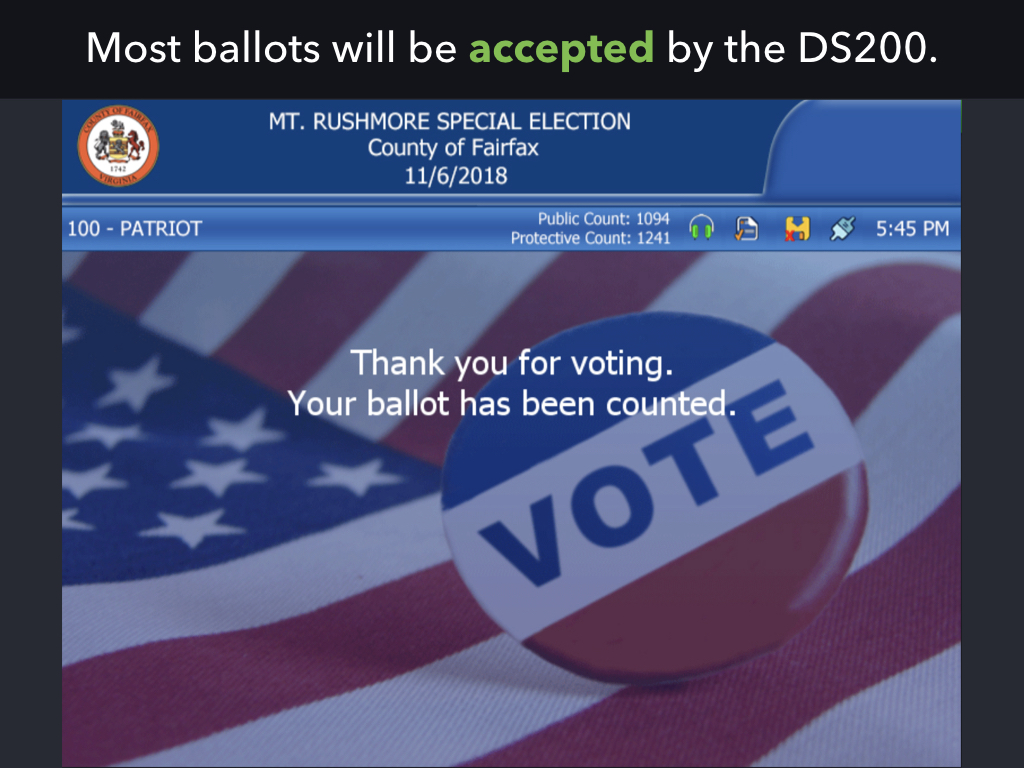 Most ballots will be accepted by the DS200.
COUNTY OF FAIRFAX
1742
VIRGINIA
MT. RUSHMORE SPECIAL ELECTION
County of Fairfax
11/6/2018
100 - PATRIOT
Public Count: 1094
Protective Count: 1241
5:45 PM
Thank you for voting.
Your ballot has been counted.
VOTE